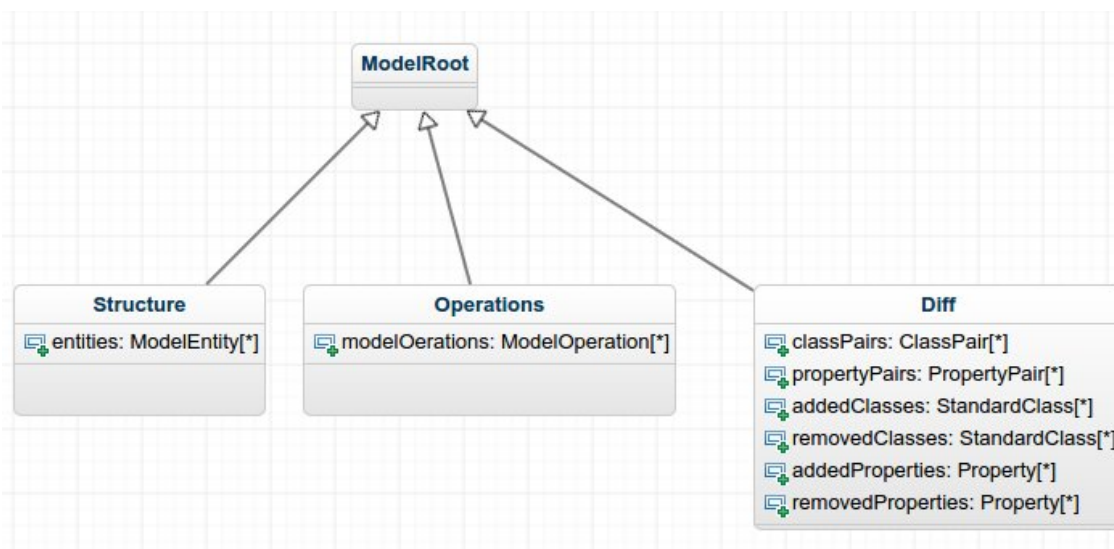 ModelRoot
Structure
entities: ModelEntity[*]
Operations
modelOerations: ModelOperation[*]
Diff
classPairs: ClassPair[*]
propertyPairs: PropertyPair[*]
addedClasses: StandardClass[*]
removedClasses: StandardClass[*]
addedProperties: Property[*]
removedProperties: Property[*]